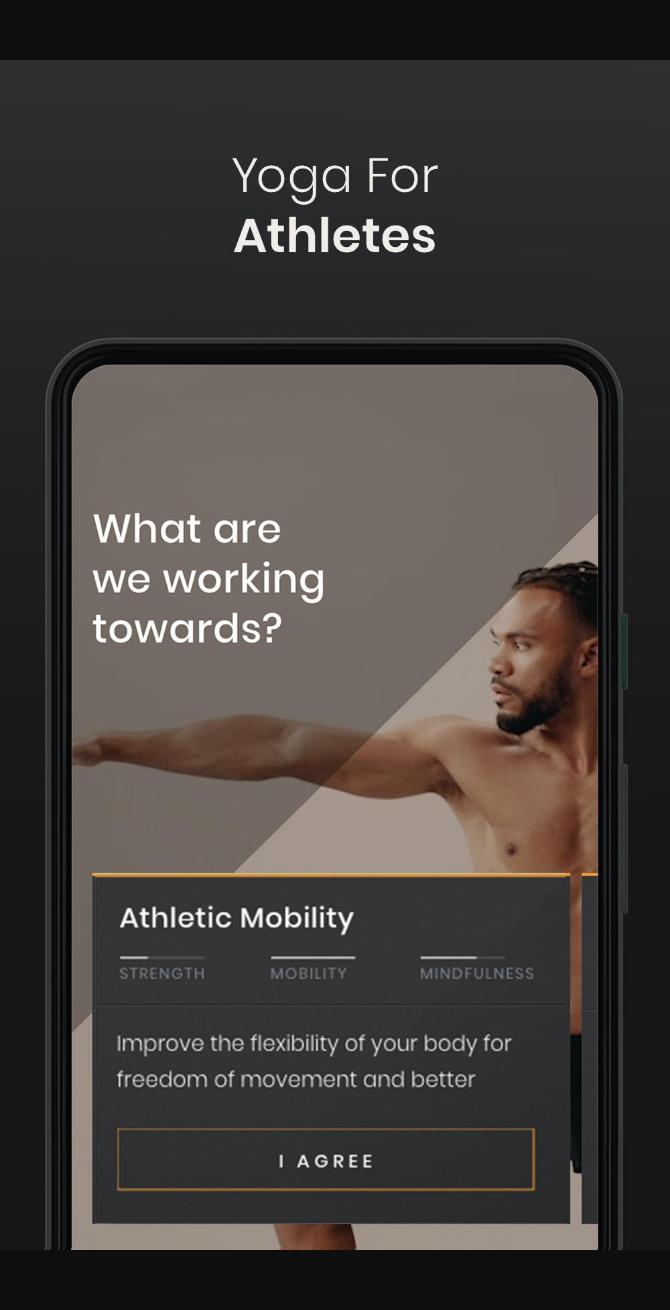 Yoga For
Athletes
What are
we working
towards?
Athletic Mobility
STRENGTH MOBILITY MINDFULNESS
Improve the flexibility of your body for
freedom of movement and better
I AGREE